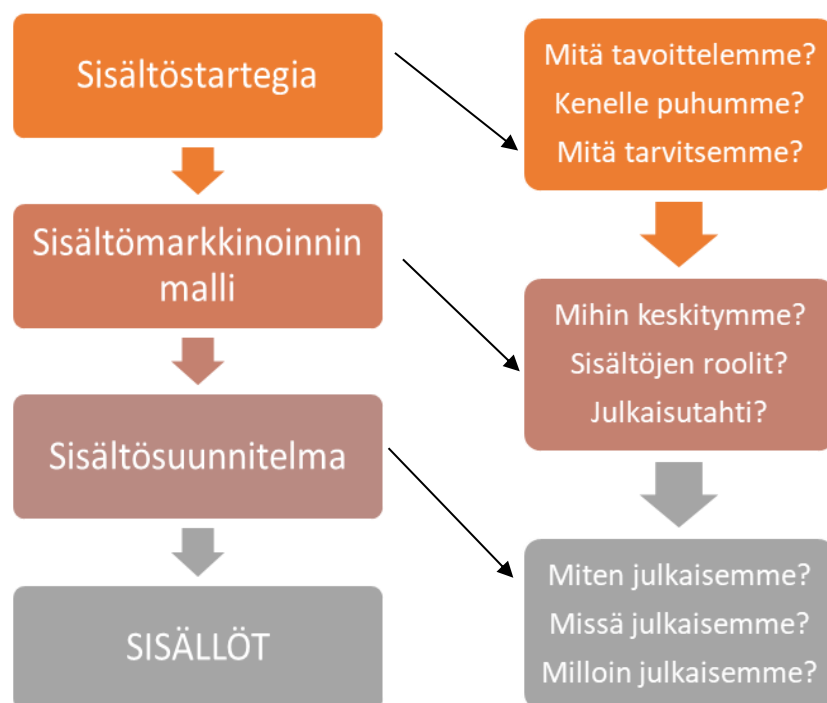 Sisältöstartegia
Sisältömarkkinoinnin
malli
Sisältösuunnitelma
SISÄLLÖT
Mitä tavoittelemme?
Kenelle puhumme?
Mitä tarvitsemme?
Mihin keskitymme?
Sisältöjen roolit?
Julkaisutahti?
Miten julkaisemme?
Missä julkaisemme?
Milloin julkaisemme?